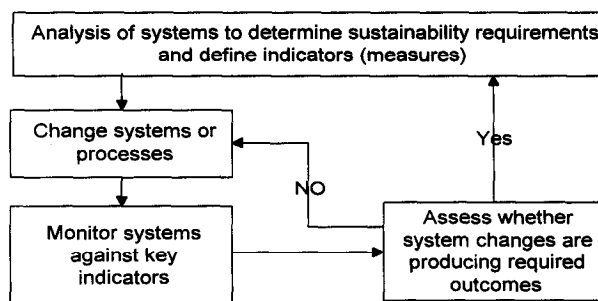 Analysis of systems to determine sustainability requirements
and define indicators (measures)
Change systems or
processes
Yes
NO
Monitor systems
against key
indicators
Assess whether
system changes are
producing required
outcomes